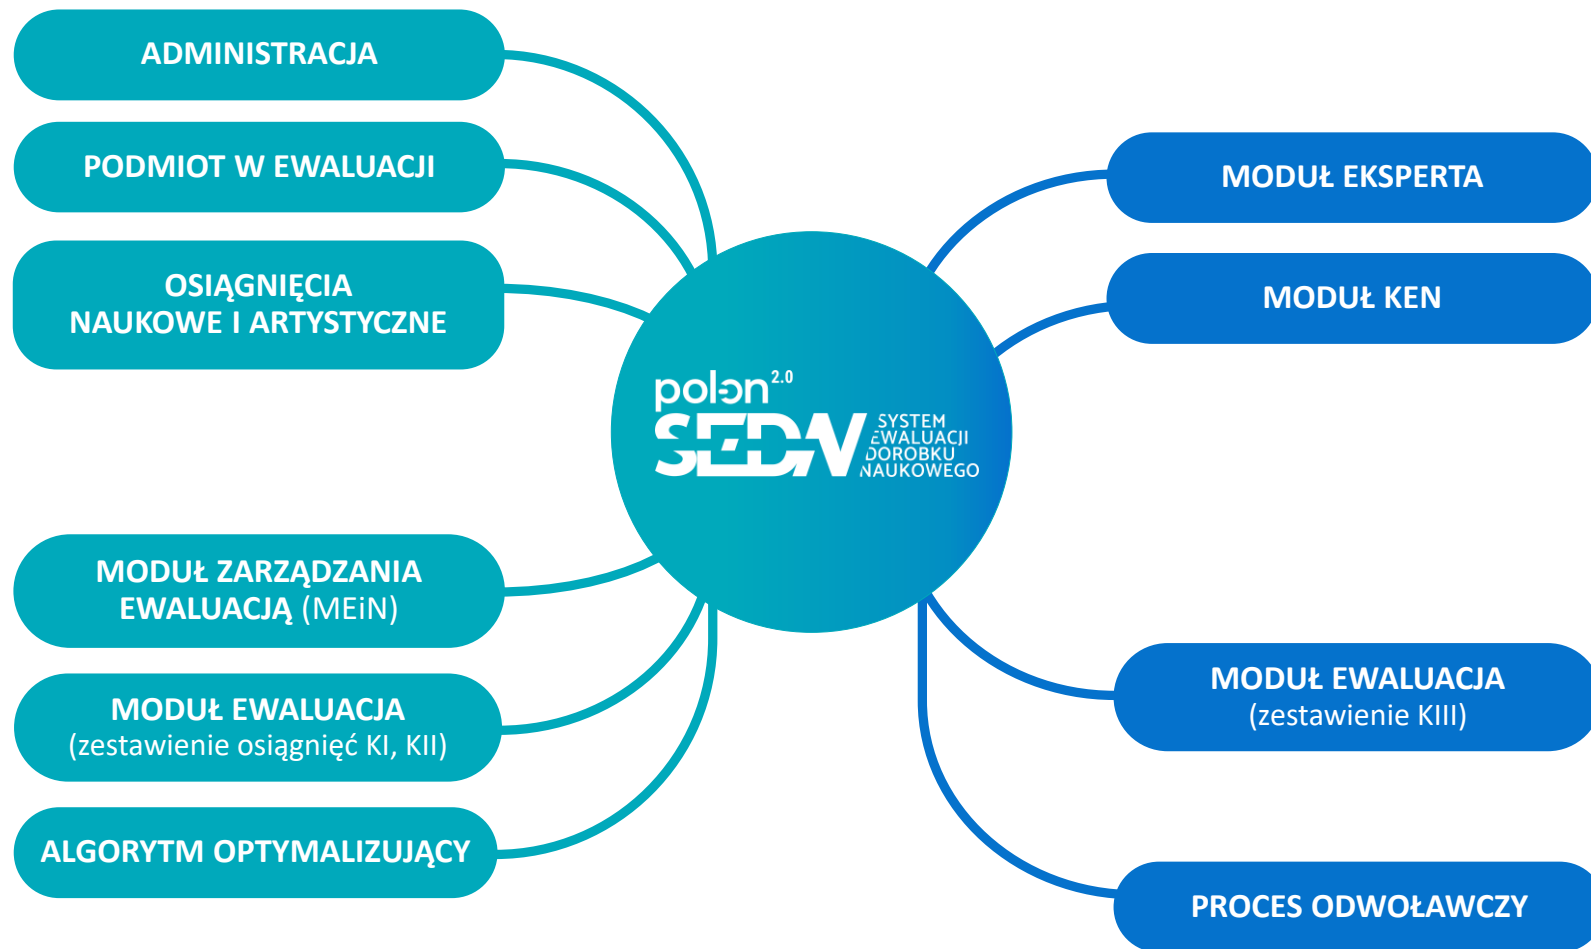 ADMINISTRACJA
PODMIOT W EWALUACJI
OSIĄGNIĘCIA
NAUKOWE I ARTYSTYCZNE
MODUŁ ZARZĄDZANIA
EWALUACJĄ (MEiN)
MODUŁ EWALUACJA
(zestawienie osiągnięć KI, KII)
ALGORYTM OPTYMALIZUJĄCY
polon 2.0
SEDN
SYSTEM
EWALUACJI
DOROBKU
NAUKOWEGO
MODUŁ EKSPERTA
MODUŁ KEN
MODUŁ EWALUACJA
(zestawienie KIII)
PROCES ODWOŁAWCZY